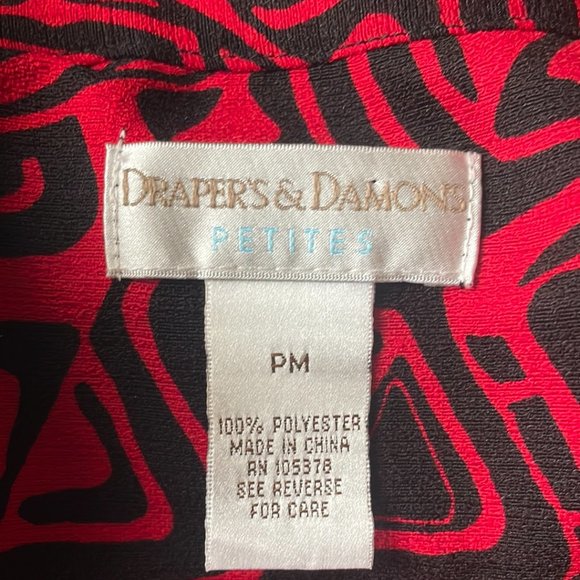 DRAPER'S & DAMON'S
PETITES
PM
100% POLYESTER
MADE IN CHINA
RN 105378
SEE REVERSE
FOR CARE